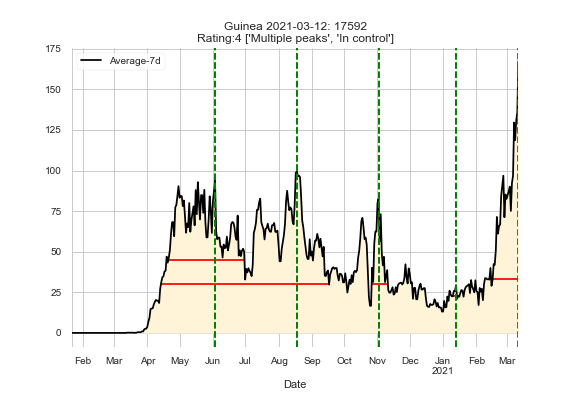 Guinea 2021-03-12: 17592
Rating:4 ['Multiple peaks', 'In control']
175
Average-7d
150
125
100
75
50
25
0
Feb Mar Apr May Jun Jul Aug Sep Oct Nov Dec Jan Feb Mar
2021
Date